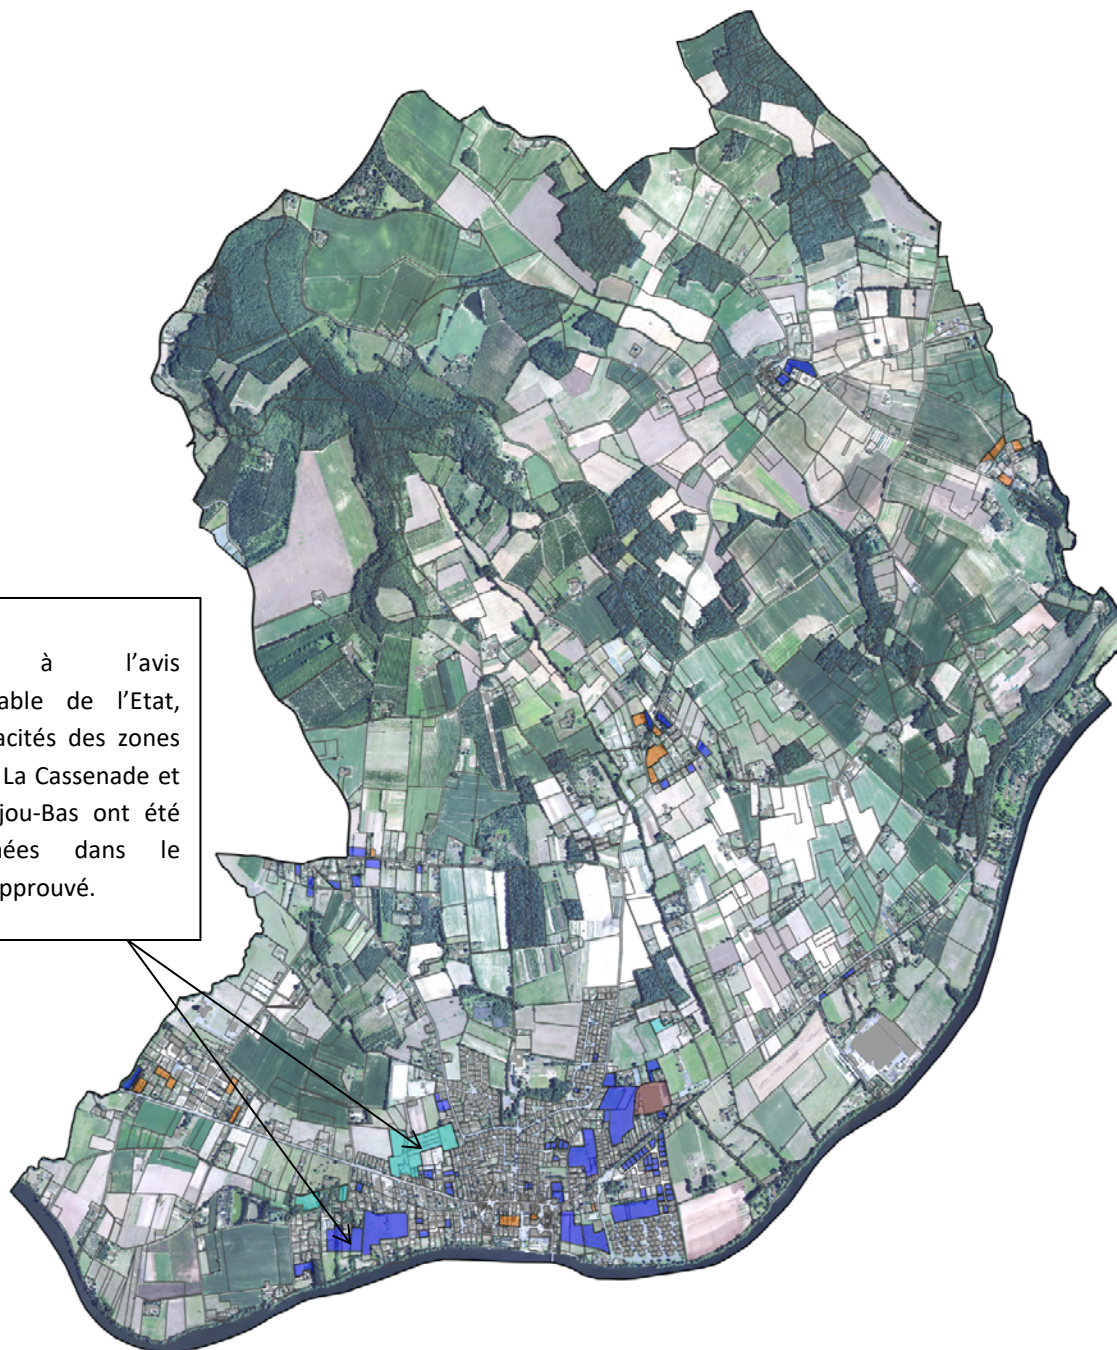 à l’avis
able de l’Etat,
acités des zones
La Cassenade et
jou-Bas ont été
ées dans le
pprouvé.